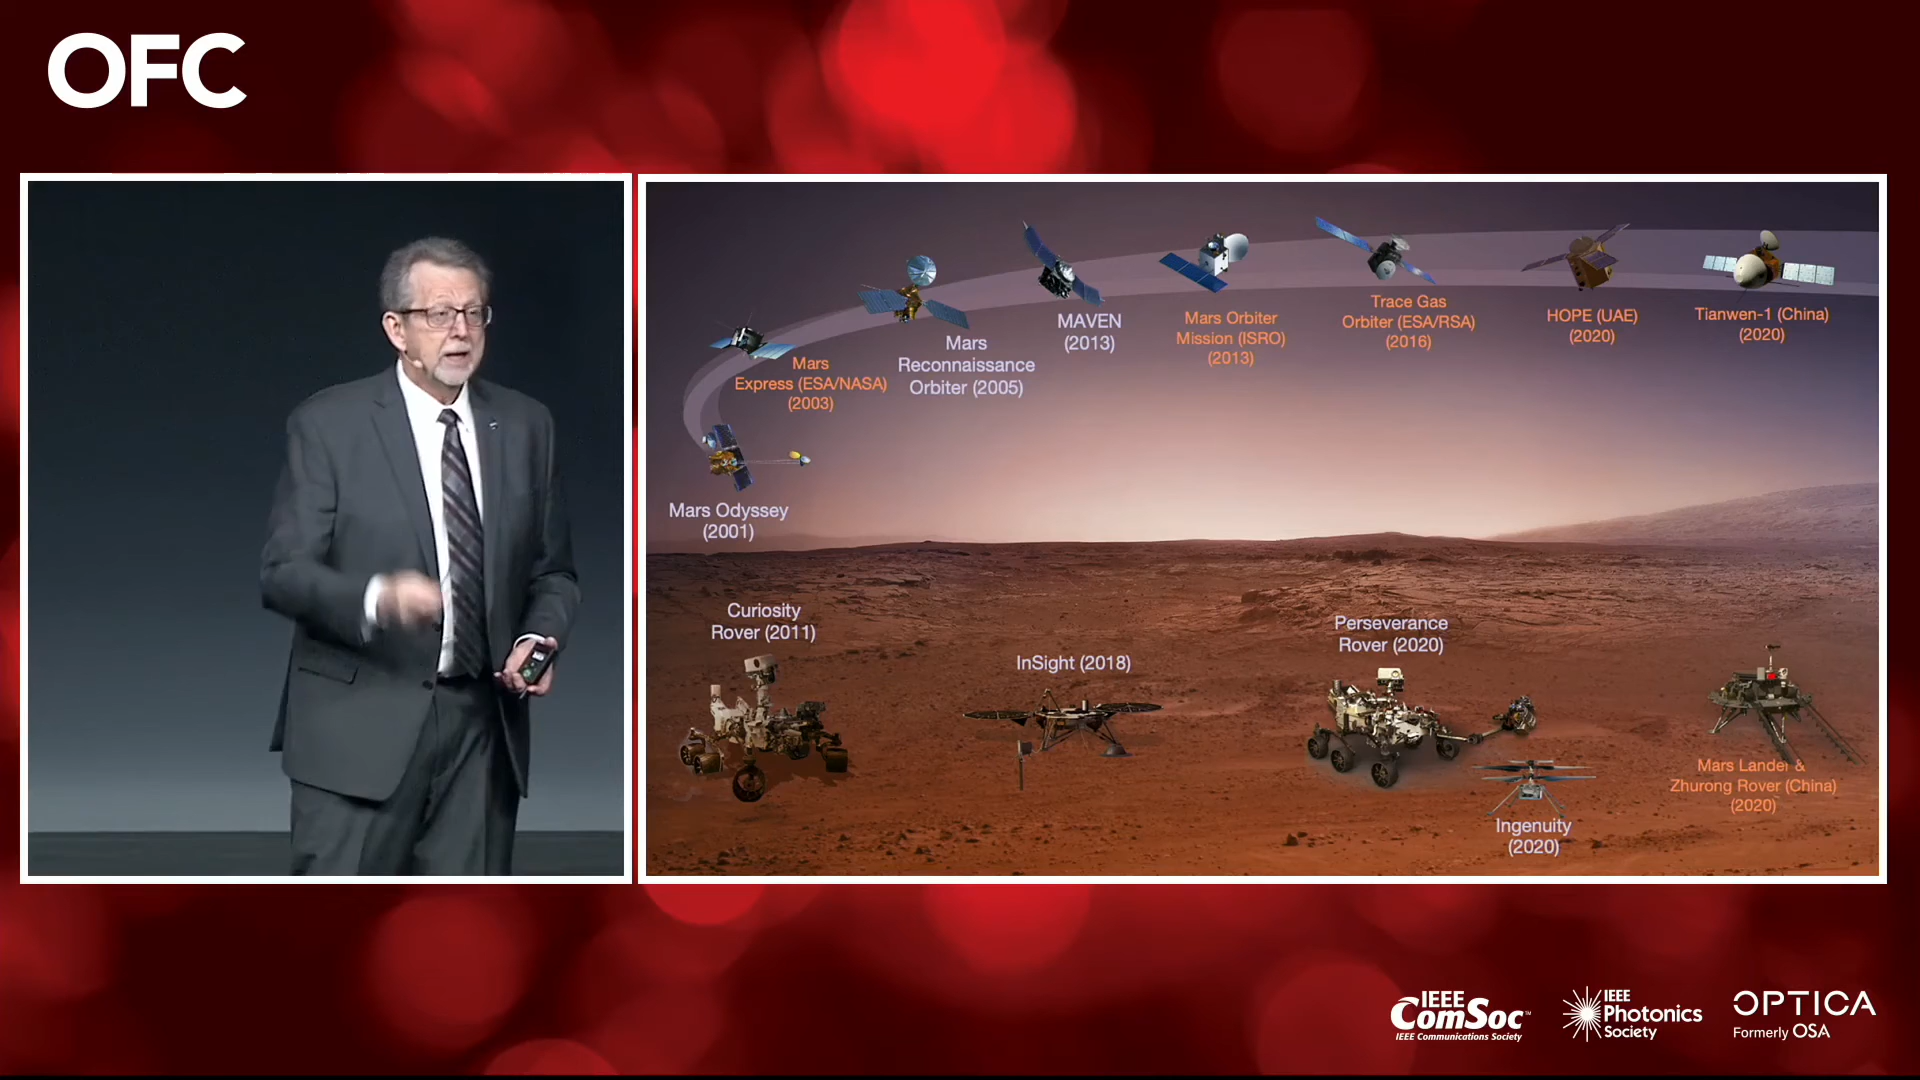 OFC
Mars
Express (ESA/NASA)
(2003)
Mars
Reconnaissance
Orbiter (2005)
MAVEN
(2013)
Mars Orbiter
Mission (ISRO)
(2013)
Trace Gas
Orbiter (ESA/RSA)
(2016)
HOPE (UAE)
(2020)
Tianwen-1 (China)
(2020)
Mars Odyssey
(2001)
Curiosity
Rover (2011)
InSight (2018)
Perseverance
Rover (2020)
Ingenuity
(2020)
Mars Lander &
Zhurong Rover (China)
(2020)
IEEE
ComSoc™
IEEE Communications Society
IEEE
Photonics
Society
OPTICA
Formerly OSA